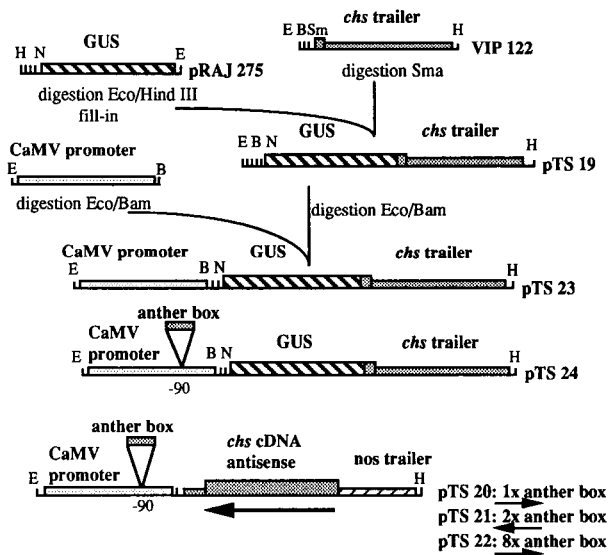 GUS
H N E
pRAJ 275
digestion Eco/Hind III
fill-in
chs trailer
E BSm H
VIP 122
digestion Sma
CaMV promoter
E B
digestion Eco/Bam
GUS chs trailer
E B N H
pTS 19
digestion Eco/Bam
CaMV promoter GUS chs trailer
E B N H
pTS 23
anther box
CaMV promoter GUS chs trailer
E B N H
-90
pTS 24
anther box
CaMV promoter
chs cDNA
antisense
nos trailer
E H
-90
pTS 20: 1x anther box
pTS 21: 2x anther box
pTS 22: 8x anther box